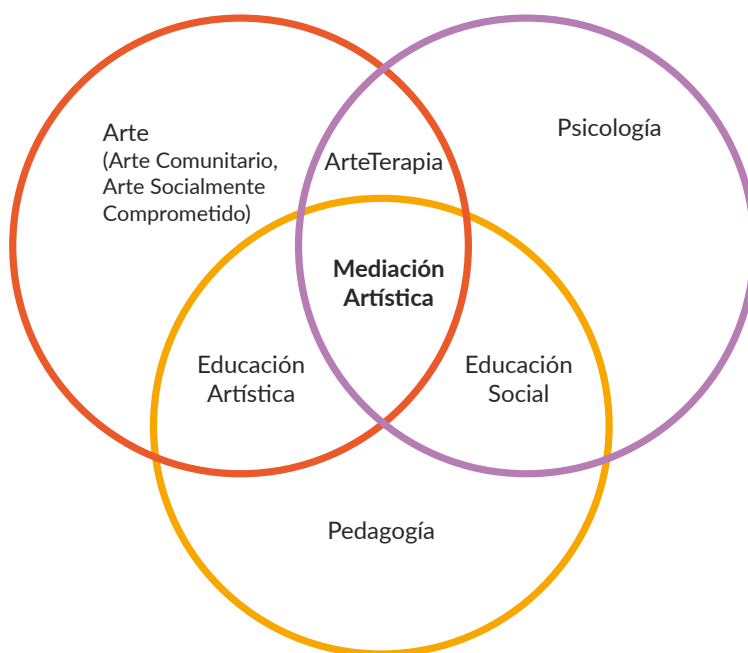 Arte
(Arte Comunitario,
Arte Socialmente
Comprometido)
Psicología
ArteTerapia
Mediación
Artística
Educación
Artística
Educación
Social
Pedagogía